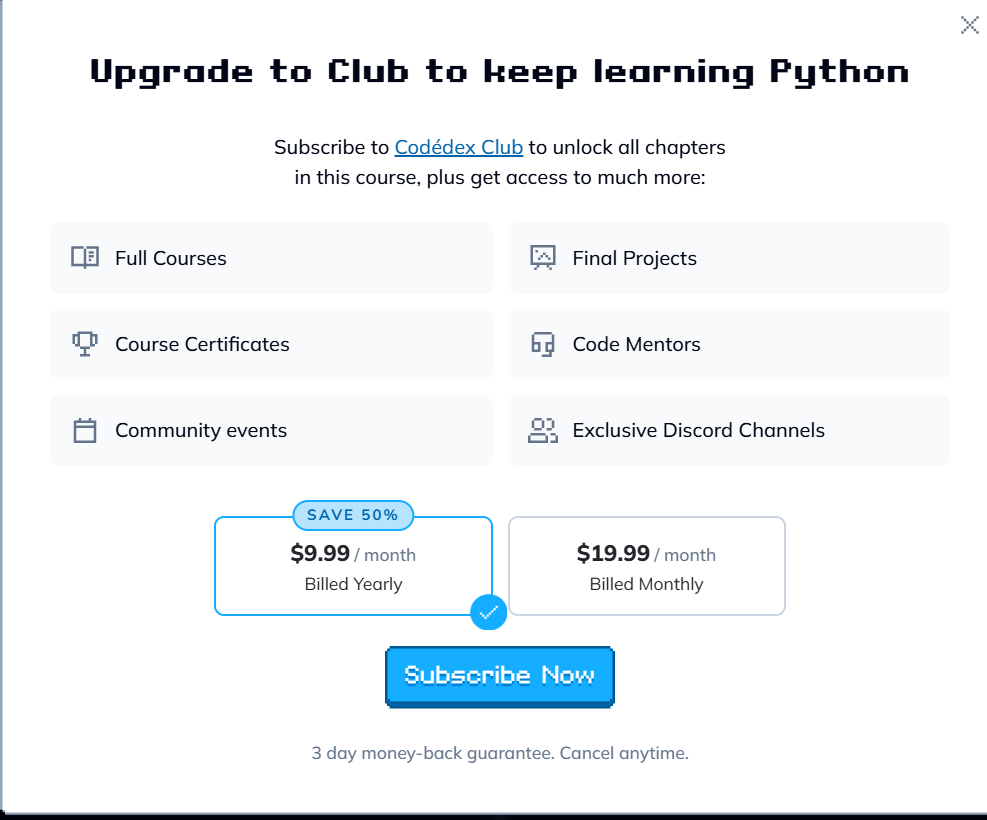 Upgrade to Club to keep learning Python
Subscribe to Codédex Club to unlock all chapters
in this course, plus get access to much more:
Full Courses
Final Projects
Course Certificates
Code Mentors
Community events
Exclusive Discord Channels
SAVE 50%
$9.99 / month
Billed Yearly
$19.99 / month
Billed Monthly
Subscribe Now
3 day money-back guarantee. Cancel anytime.